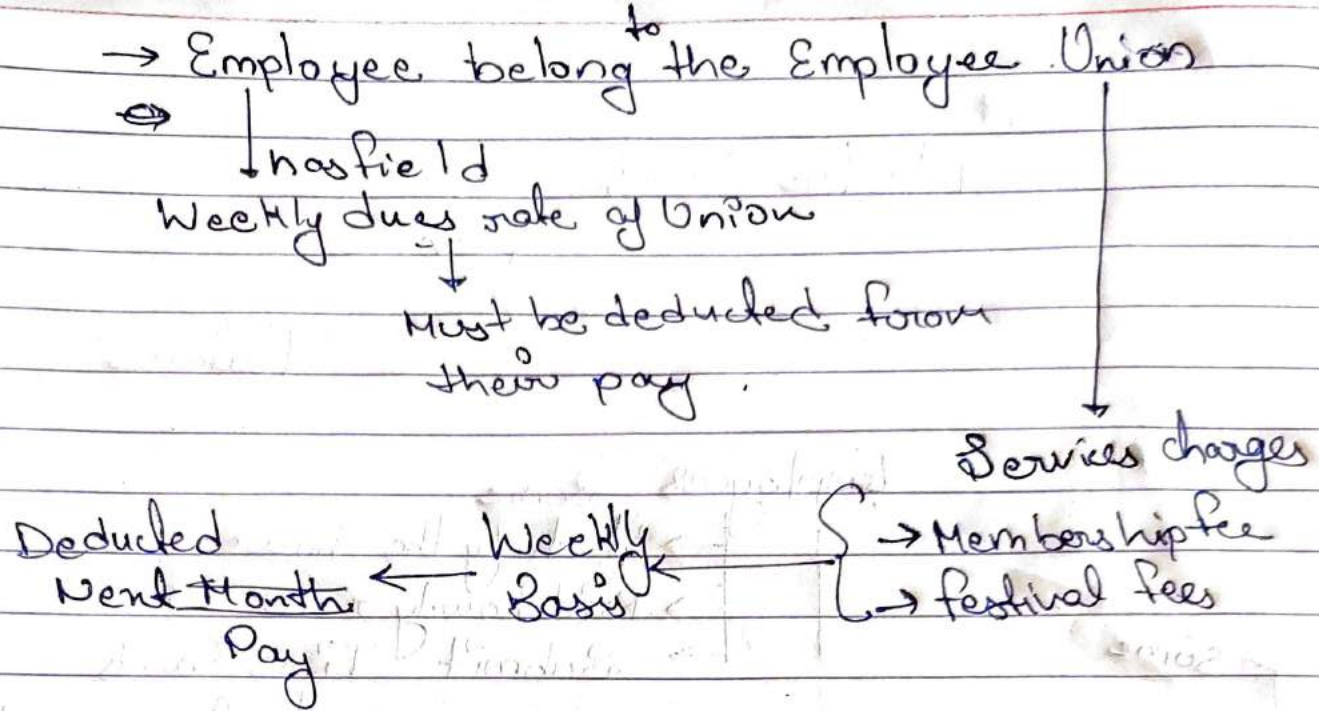 → Employee belong to the Employee Union
↓ has field
Weekly dues rate of Union
↓
Must be deducted from
their pay.
↓
Services charges
→ Membership fee
→ festival fees
← Weekly
Basis
← Deducted
Next Month
Pay